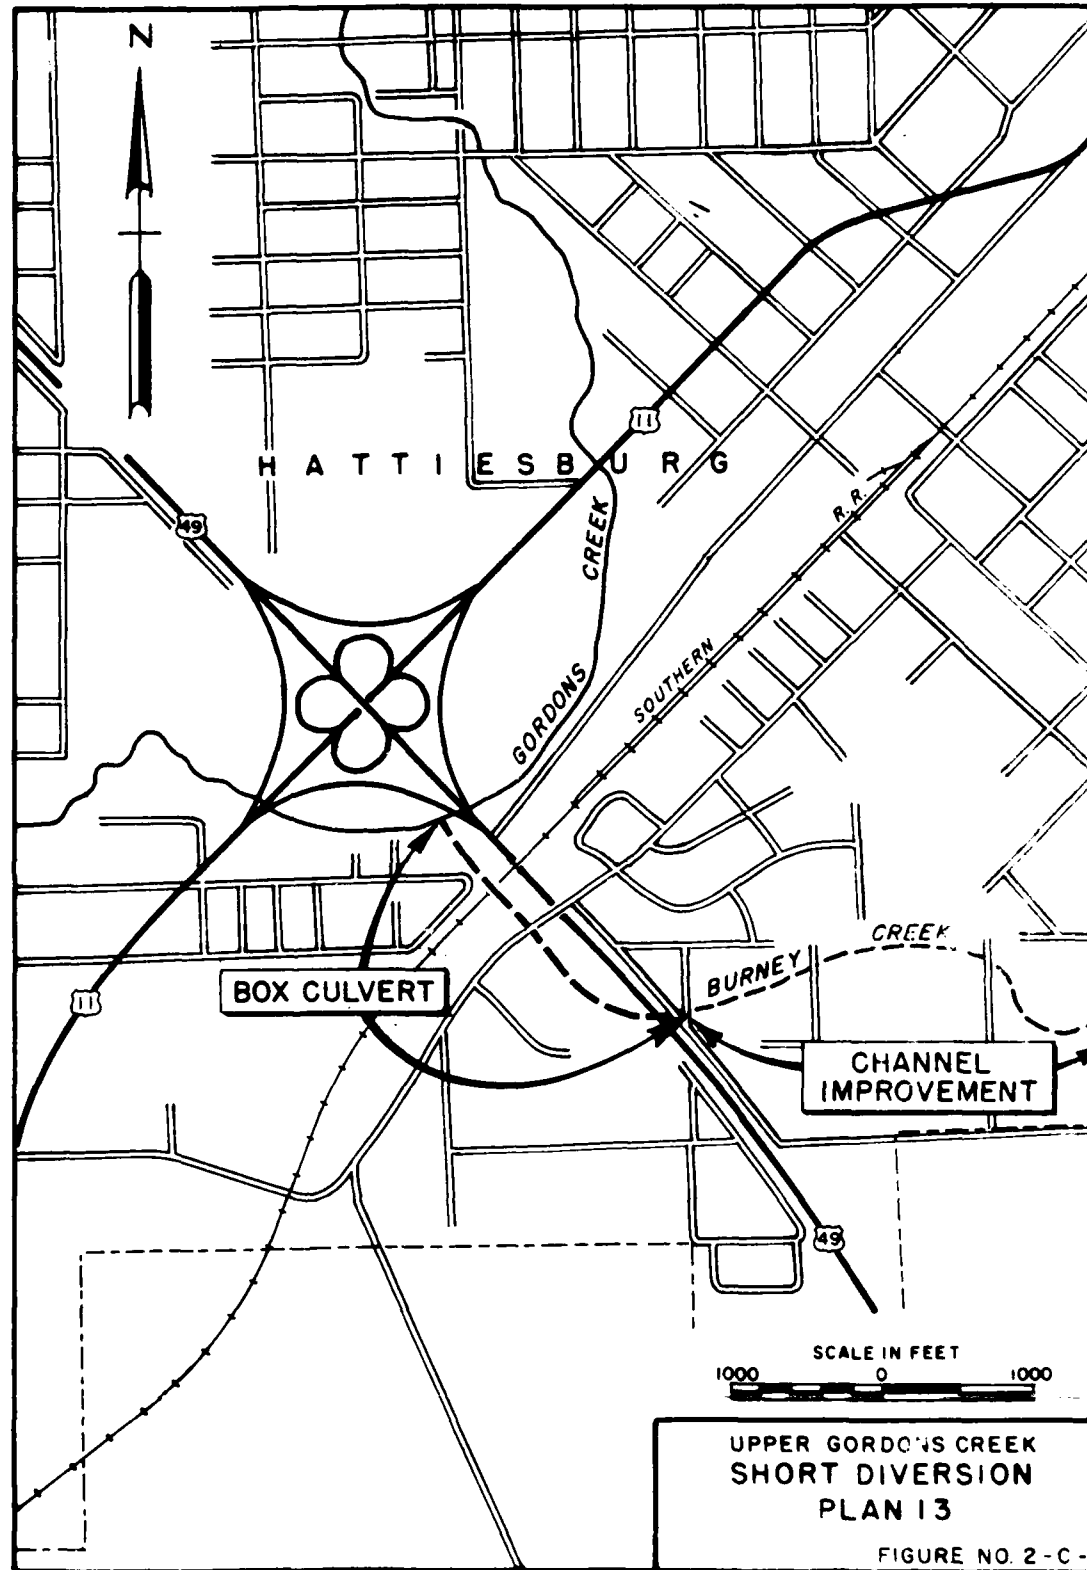 N
11
HATTIESBURG
49
GORDONS CREEK
SOUTHERN R.R.
BURNEY CREEK
BOX CULVERT
11
CHANNEL
IMPROVEMENT
49
SCALE IN FEET
1000 0 1000
UPPER GORDONS CREEK
SHORT DIVERSION
PLAN 13
FIGURE NO. 2-C-